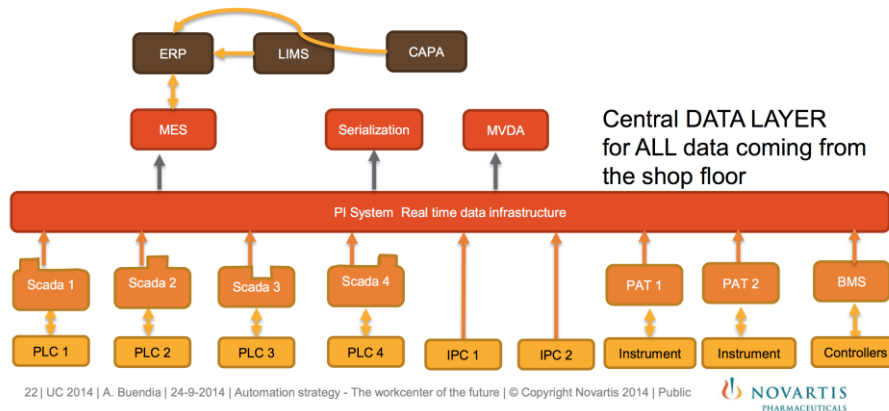 ERP
LIMS
CAPA
MES
Serialization
MVDA
Central DATA LAYER
for ALL data coming from
the shop floor
PI System Real time data infrastructure
Scada 1
Scada 2
Scada 3
Scada 4
PAT 1
PAT 2
BMS
PLC 1
PLC 2
PLC 3
PLC 4
IPC 1
IPC 2
Instrument
Instrument
Controllers
22 | UC 2014 | A. Buendia | 24-9-2014 | Automation strategy - The workcenter of the future | © Copyright Novartis 2014 | Public
NOVARTIS
PHARMACEUTICALS